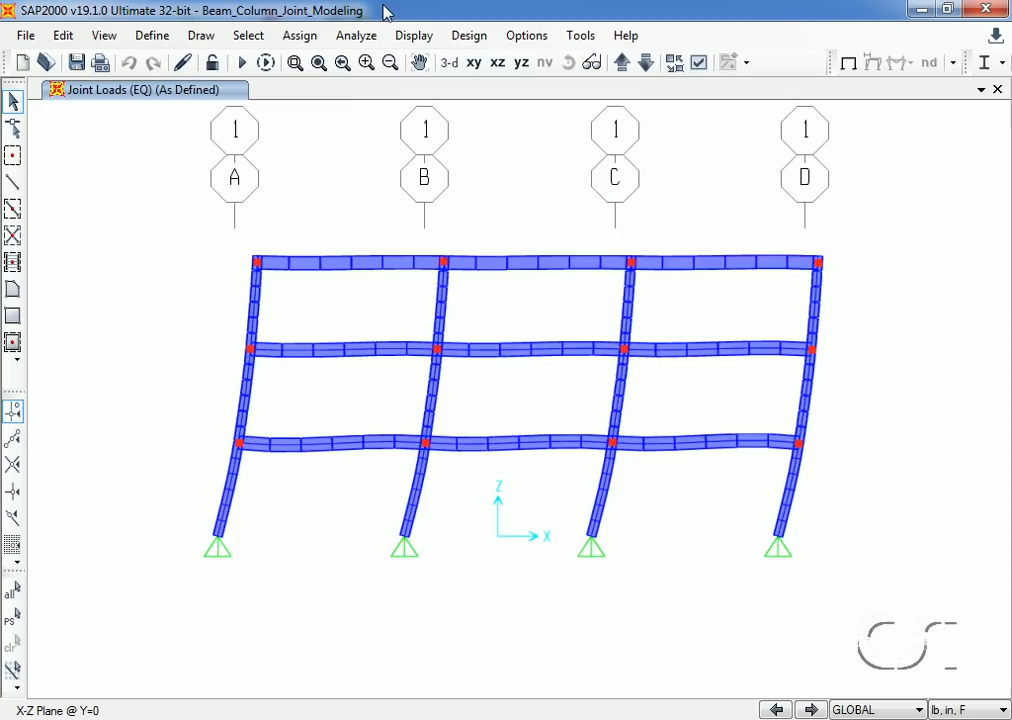 SAP2000 v19.1.0 Ultimate 32-bit - Beam_Column_Joint_Modeling
File Edit View Define Draw Select Assign Analyze Display Design Options Tools Help
3-d xy xz yz nv nd
Joint Loads (EQ) (As Defined)
1 1 1 1
A B C D
Z
X
all
PS
clr
CSI
X-Z Plane @ Y=0
GLOBAL
lb, in, F